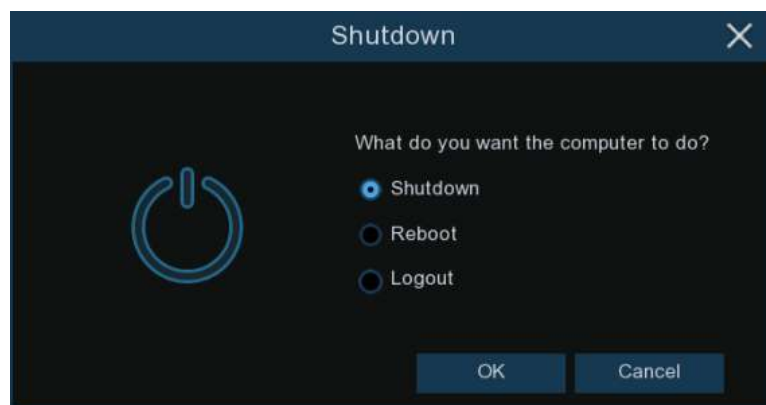 Shutdown
What do you want the computer to do?
Shutdown
Reboot
Logout
OK
Cancel